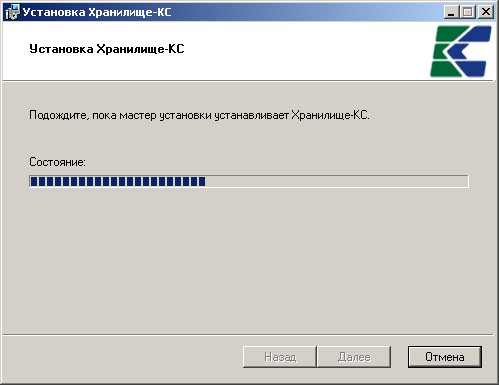 Установка Хранилище-КС
Установка Хранилище-КС
Подождите, пока мастер установки устанавливает Хранилище-КС.
Состояние:
Назад Далее Отмена